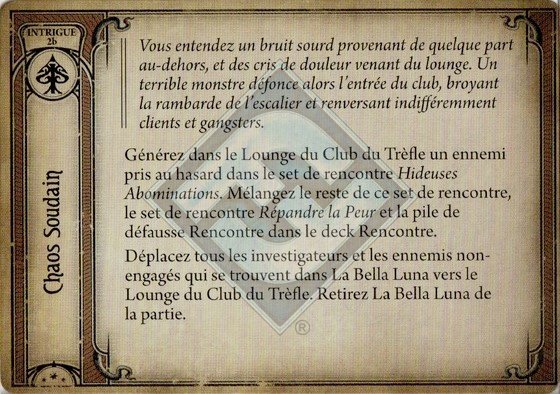 INTRIGUE
2b
Chaos Soudain
Vous entendez un bruit sourd provenant de quelque part
au-dehors, et des cris de douleur venant du lounge. Un
terrible monstre défonce alors l'entrée du club, broyant
la rambarde de l'escalier et renversant indifféremment
clients et gangsters.
Générez dans le Lounge du Club du Trèfle un ennemi
pris au hasard dans le set de rencontre Hideuses
Abominations. Mélangez le reste de ce set de rencontre,
le set de rencontre Répandre la Peur et la pile de
défausse Rencontre dans le deck Rencontre.
Déplacez tous les investigateurs et les ennemis non-
engagés qui se trouvent dans La Bella Luna vers le
Lounge du Club du Trèfle. Retirez La Bella Luna de
la partie.
®